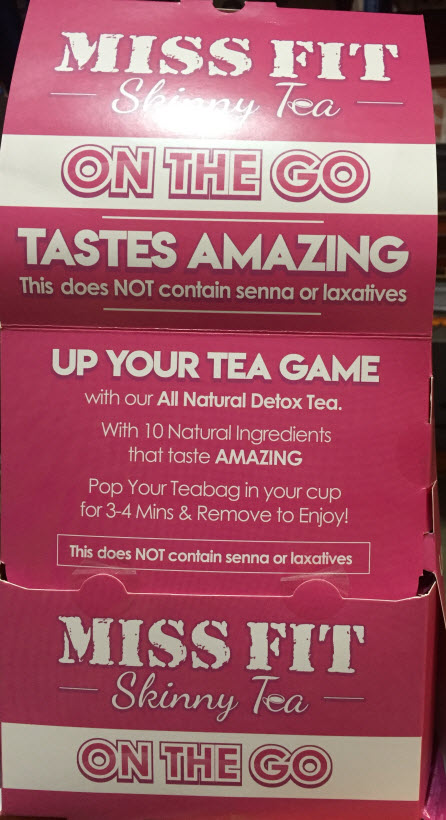 MISS FIT
Skinny Tea
ON THE GO
TASTES AMAZING
This does NOT contain senna or laxatives
UP YOUR TEA GAME
with our All Natural Detox Tea.
With 10 Natural Ingredients
that taste AMAZING
Pop Your Teabag in your cup
for 3-4 Mins & Remove to Enjoy!
This does NOT contain senna or laxatives
MISS FIT
Skinny Tea
ON THE GO